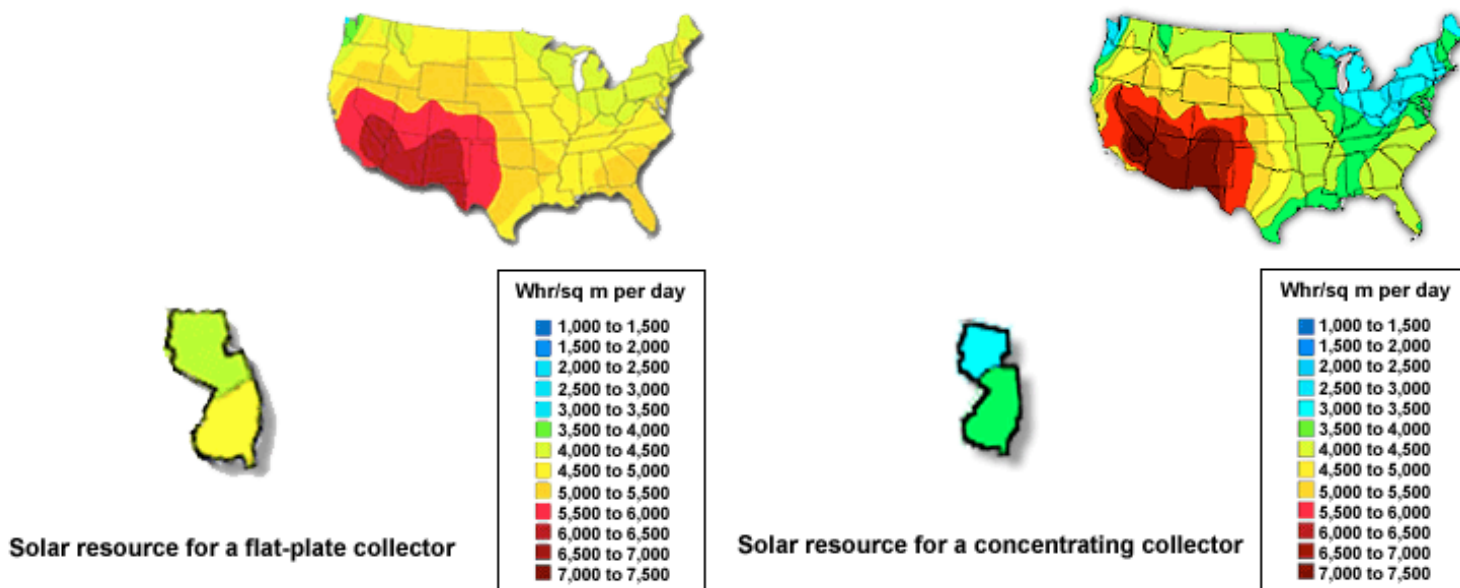 Whr/sq m per day
1,000 to 1,500
1,500 to 2,000
2,000 to 2,500
2,500 to 3,000
3,000 to 3,500
3,500 to 4,000
4,000 to 4,500
4,500 to 5,000
5,000 to 5,500
5,500 to 6,000
6,000 to 6,500
6,500 to 7,000
7,000 to 7,500
Solar resource for a flat-plate collector
Whr/sq m per day
1,000 to 1,500
1,500 to 2,000
2,000 to 2,500
2,500 to 3,000
3,000 to 3,500
3,500 to 4,000
4,000 to 4,500
4,500 to 5,000
5,000 to 5,500
5,500 to 6,000
6,000 to 6,500
6,500 to 7,000
7,000 to 7,500
Solar resource for a concentrating collector